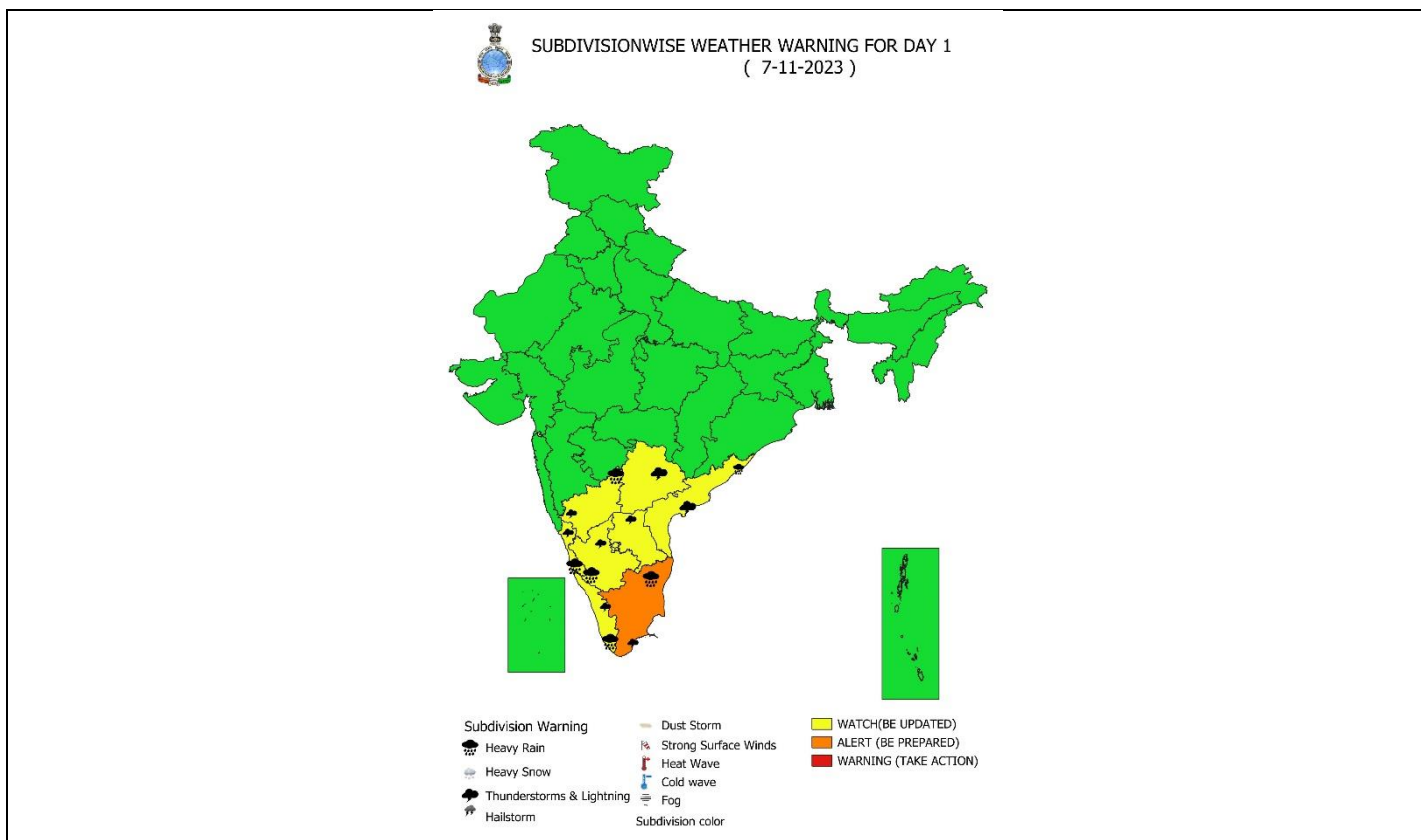 SUBDIVISIONWISE WEATHER WARNING FOR DAY 1
( 7-11-2023 )
Subdivision Warning
Heavy Rain
Heavy Snow
Thunderstorms & Lightning
Hailstorm
Dust Storm
Strong Surface Winds
Heat Wave
Cold wave
Fog
Subdivision color
WATCH(BE UPDATED)
ALERT (BE PREPARED)
WARNING (TAKE ACTION)